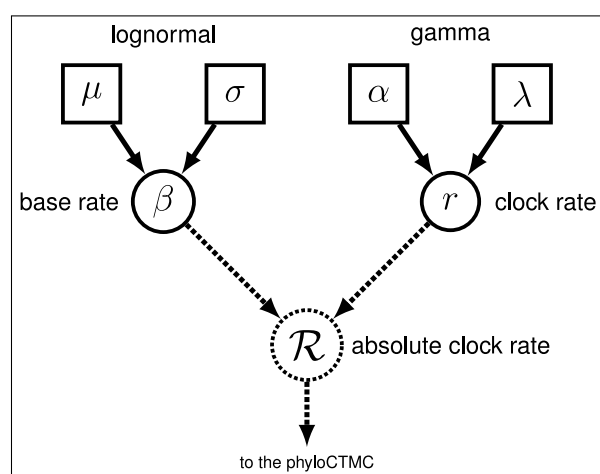 lognormal gamma
μ σ α λ
base rate β r clock rate
ℛ absolute clock rate
to the phyloCTMC